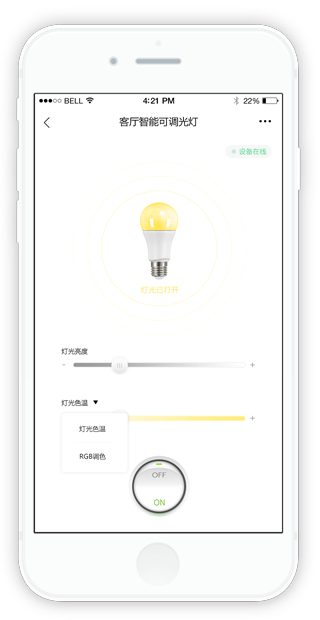 BELL 4:21 PM 22%
客厅智能可调光灯
设备在线
灯光已打开
灯光亮度
- +
灯光色温 ▼
+
灯光色温
RGB调色
OFF
ON